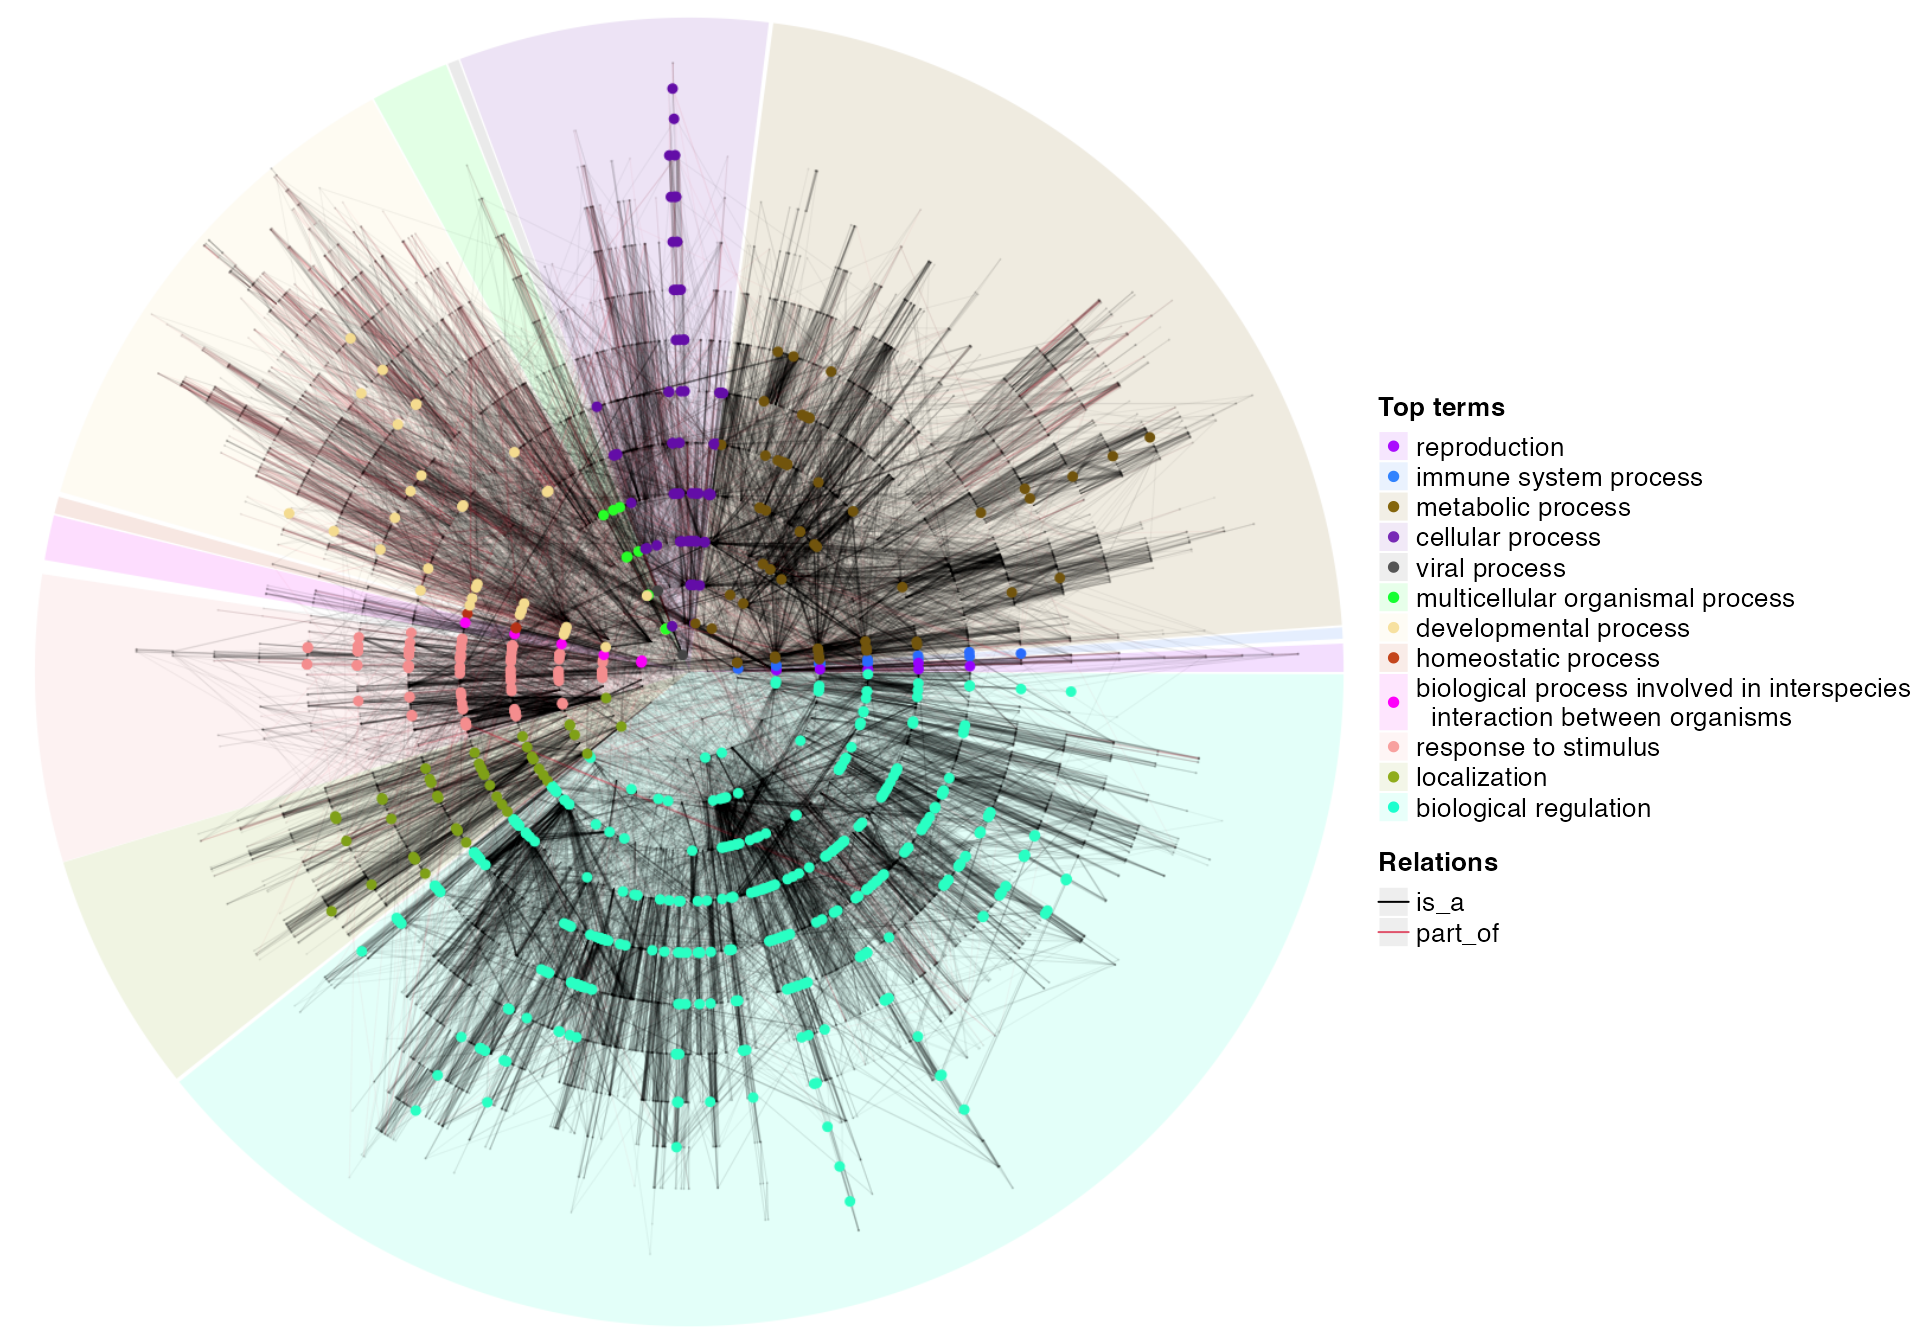 Top terms
reproduction
immune system process
metabolic process
cellular process
viral process
multicellular organismal process
developmental process
homeostatic process
biological process involved in interspecies
interaction between organisms
response to stimulus
localization
biological regulation
Relations
is_a
part_of